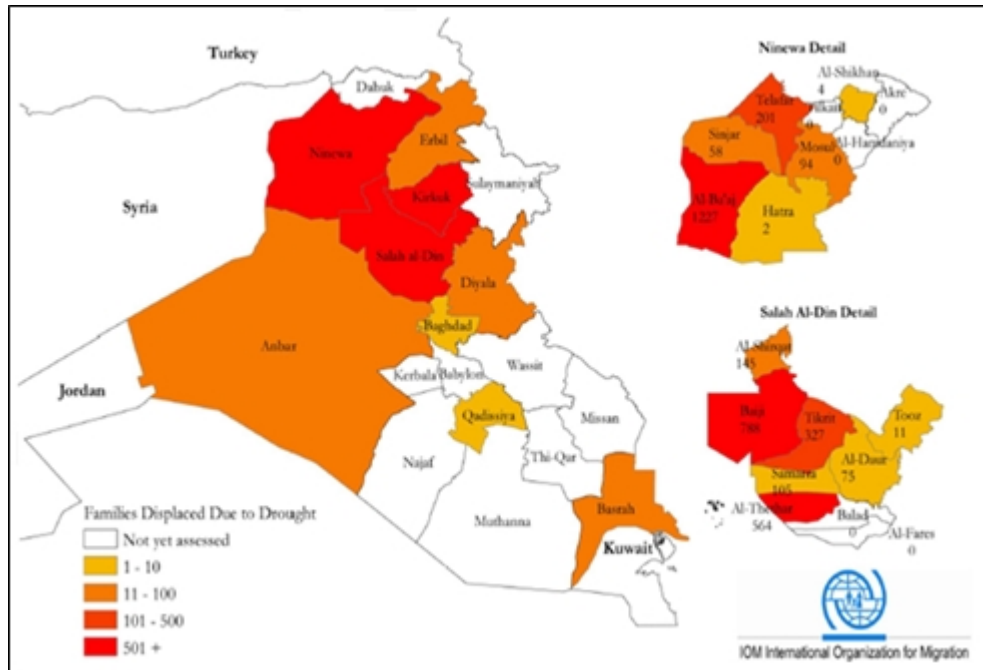 Turkey
Dahuk
Ninewa
Erbil
Kirkuk
Sulaymaniyah
Syria
Salah al-Din
Diyala
Baghdad
Anbar
Wassit
Jordan
Kerbala
Babylon
Qadissiya
Missan
Najaf
Thi-Qar
Basrah
Muthanna
Kuwait
Families Displaced Due to Drought
Not yet assessed
1 - 10
11 - 100
101 - 500
501 +
Ninewa Detail
Al-Shikhan
4
Akre
0
Telafar
201
0
Sinjar
58
Mosul
94
Al-Hamdaniya
0
Al-Ba'aj
1227
Hatra
2
Salah Al-Din Detail
Al-Shirqat
145
Baiji
788
Tikrit
327
Tooz
11
Al-Daur
75
Samarra
105
Al-Thethar
564
Balad
0
Al-Fares
0
IOM International Organization for Migration